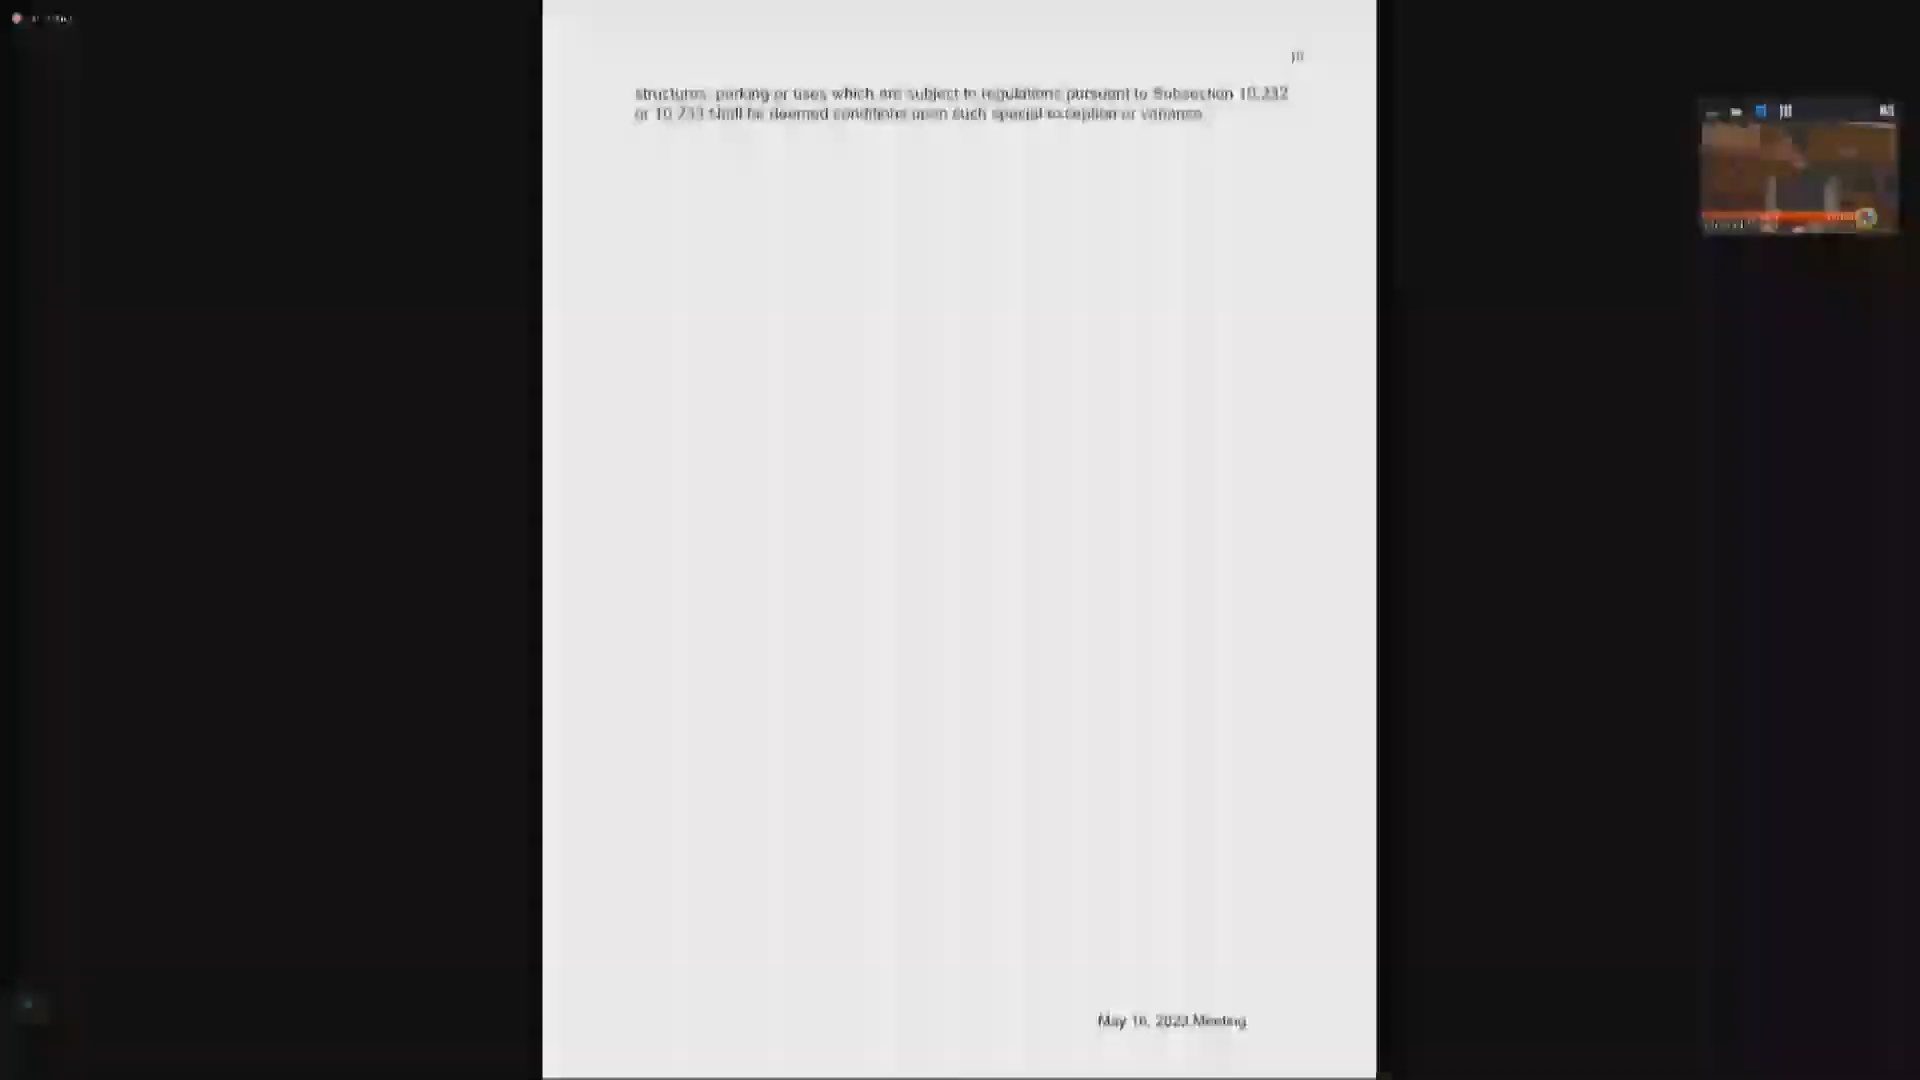 10
structures, parking or uses which are subject to regulations pursuant to Subsection 10.232
or 10.233 shall be deemed conditions upon such special exception or variance.
May 16, 2023 Meeting